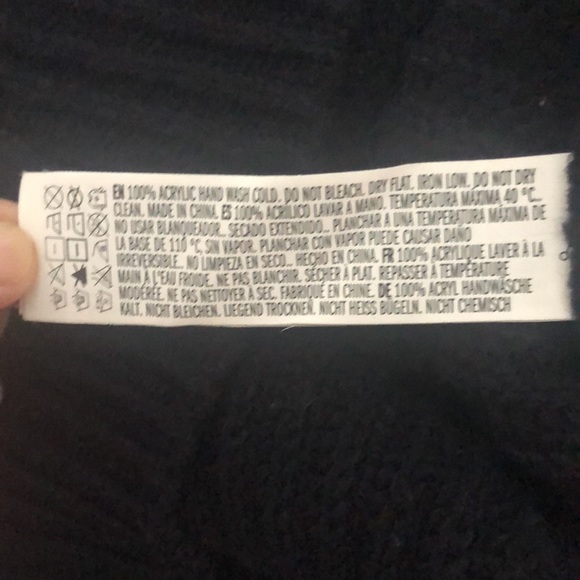 EN 100% ACRYLIC HAND WASH COLD. DO NOT BLEACH. DRY FLAT. IRON LOW. DO NOT DRY
CLEAN. MADE IN CHINA. ES 100% ACRILICO LAVAR A MANO. TEMPERATURA MÁXIMA 40 °C..
NO USAR BLANQUEADOR.. SECADO EXTENDIDO.. PLANCHAR A UNA TEMPERATURA MÁXIMA DE
LA BASE DE 110 °C, SIN VAPOR. PLANCHAR CON VAPOR PUEDE CAUSAR DAÑO
IRREVERSIBLE.. NO LIMPIEZA EN SECO.. HECHO EN CHINA. FR 100% ACRYLIQUE LAVER À LA
MAIN A L'EAU FROIDE. NE PAS BLANCHIR. SÉCHER À PLAT. REPASSER À TEMPÉRATURE
MODÉRÉE. NE PAS NETTOYER À SEC. FABRIQUÉ EN CHINE. DE 100% ACRYL HANDWÄSCHE
KALT. NICHT BLEICHEN. LIEGEND TROCKNEN. NICHT HEISS BÜGELN. NICHT CHEMISCH